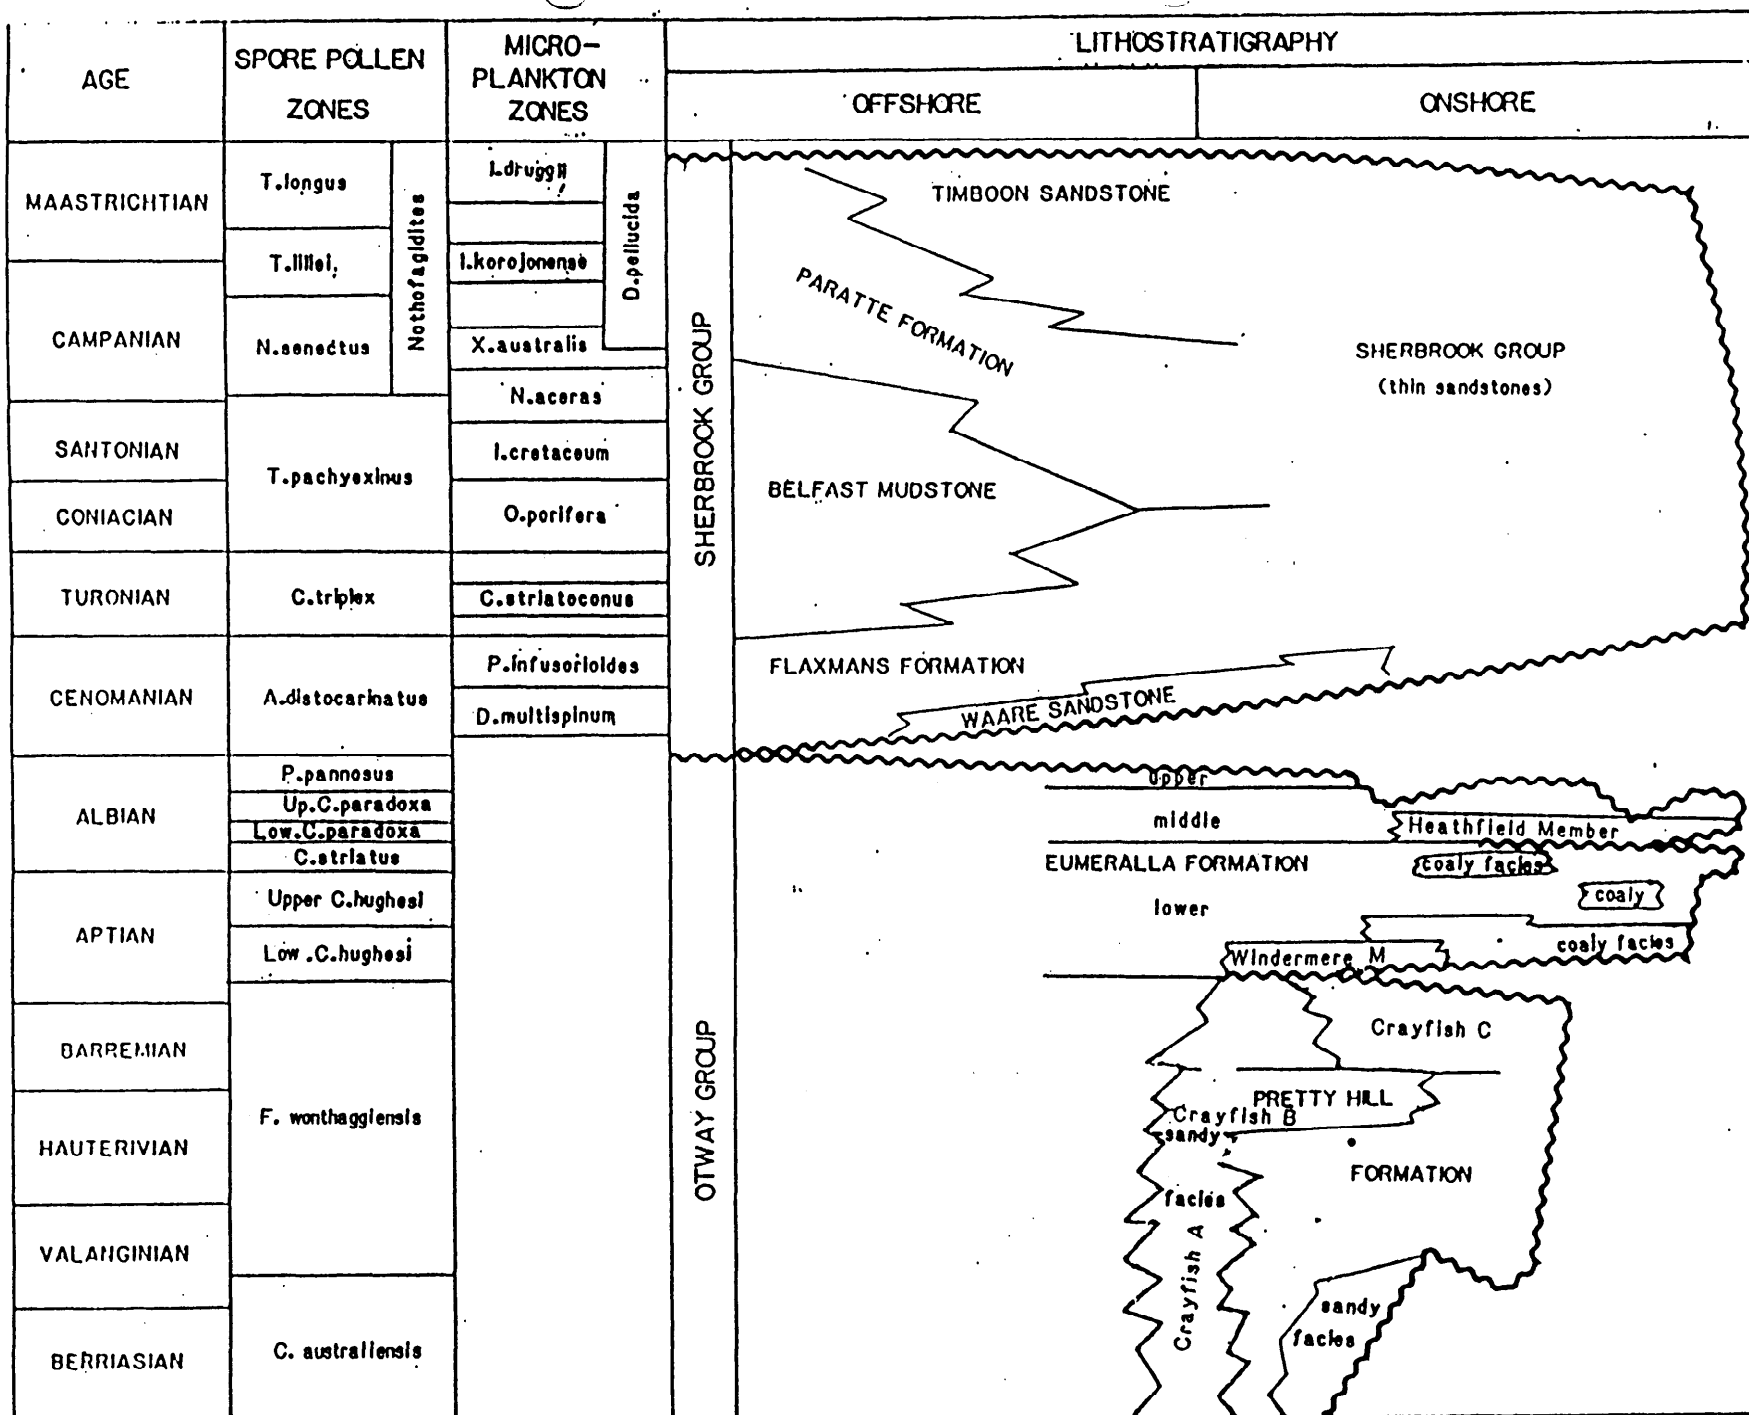 AGE
SPORE POLLEN
ZONES
MICRO-
PLANKTON
ZONES
LITHOSTRATIGRAPHY
OFFSHORE
ONSHORE
MAASTRICHTIAN
CAMPANIAN
SANTONIAN
CONIACIAN
TURONIAN
CENOMANIAN
ALBIAN
APTIAN
BARREMIAN
HAUTERIVIAN
VALANGINIAN
BERRIASIAN
T.longus
T.lillei
N.senectus
Nothofagidites
T.pachyexinus
C.triplex
A.distocarinatus
P.pannosus
Up.C.paradoxa
Low.C.paradoxa
C.striatus
Upper C.hughesi
Low.C.hughesi
F. wonthaggiensis
C. australiensis
I.druggii
I.korojonense
X.australis
D.pellucida
N.aceras
I.cretaceum
O.porifera
C.striatoconus
P.infusorioides
D.multispinum
SHERBROOK GROUP
OTWAY GROUP
TIMBOON SANDSTONE
PARATTE FORMATION
SHERBROOK GROUP
(thin sandstones)
BELFAST MUDSTONE
FLAXMANS FORMATION
WAARE SANDSTONE
upper
middle
Heathfield Member
EUMERALLA FORMATION
coaly facies
coaly
lower
coaly facies
Windermere M
Crayfish C
PRETTY HILL
Crayfish B
sandy
FORMATION
facies
Crayfish A
sandy
facies